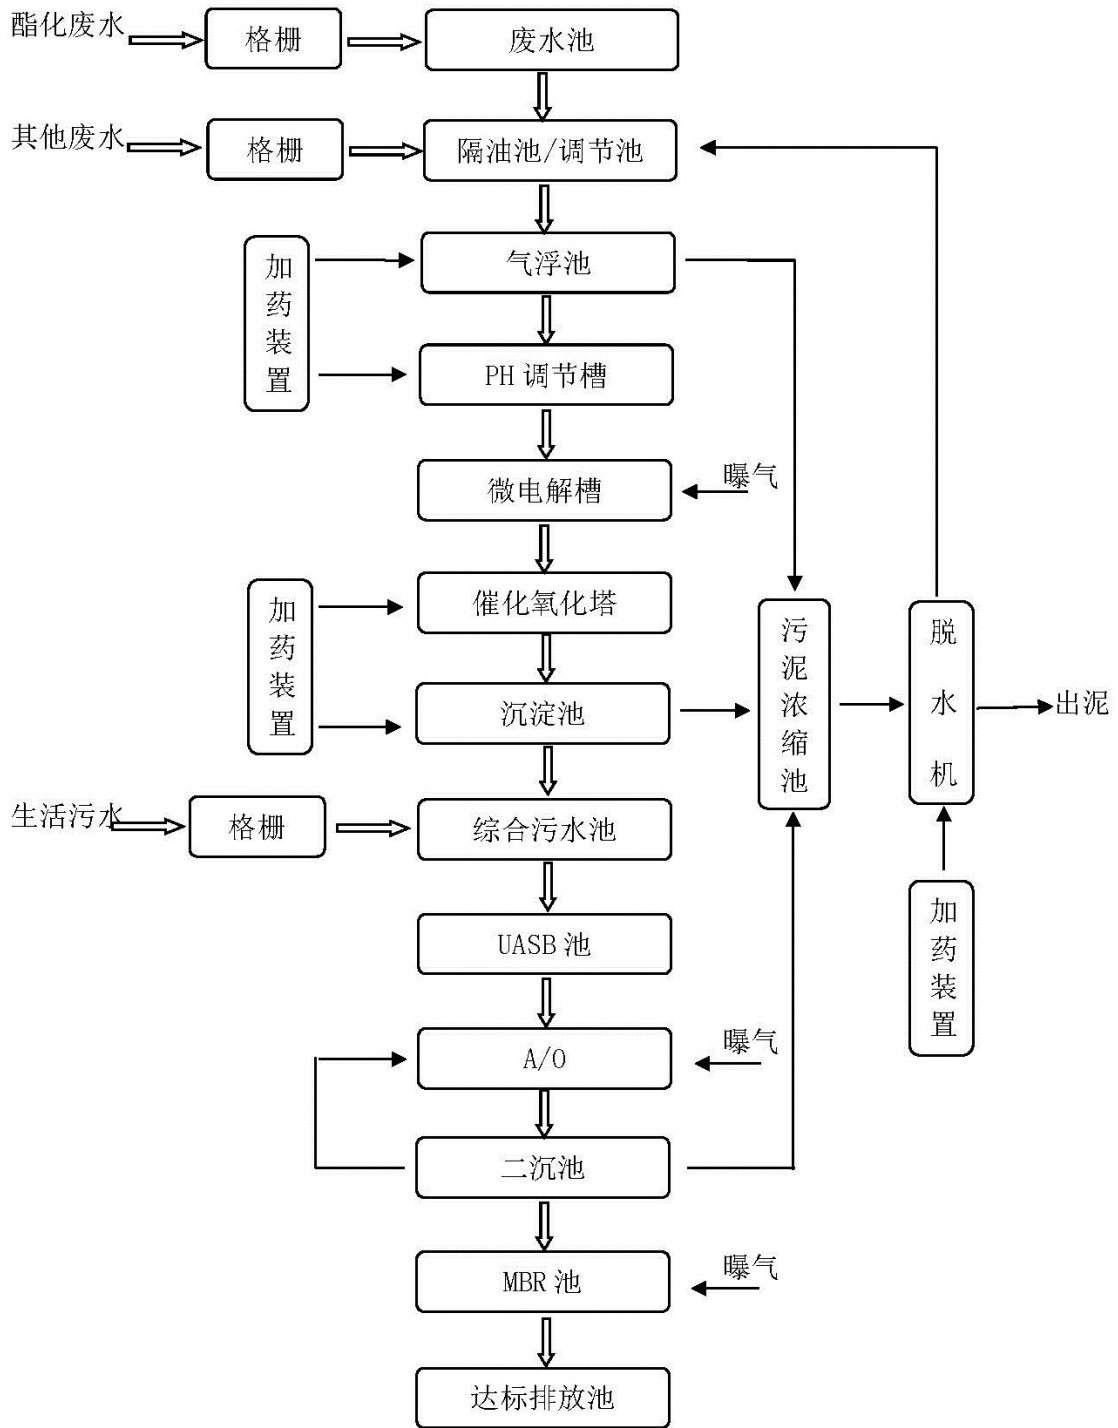 酯化废水
格栅
废水池
其他废水
格栅
隔油池/调节池
加药装置
气浮池
PH 调节槽
微电解槽
曝气
加药装置
催化氧化塔
沉淀池
污泥浓缩池
脱水机
出泥
生活污水
格栅
综合污水池
UASB 池
加药装置
A/O
曝气
二沉池
MBR 池
曝气
达标排放池